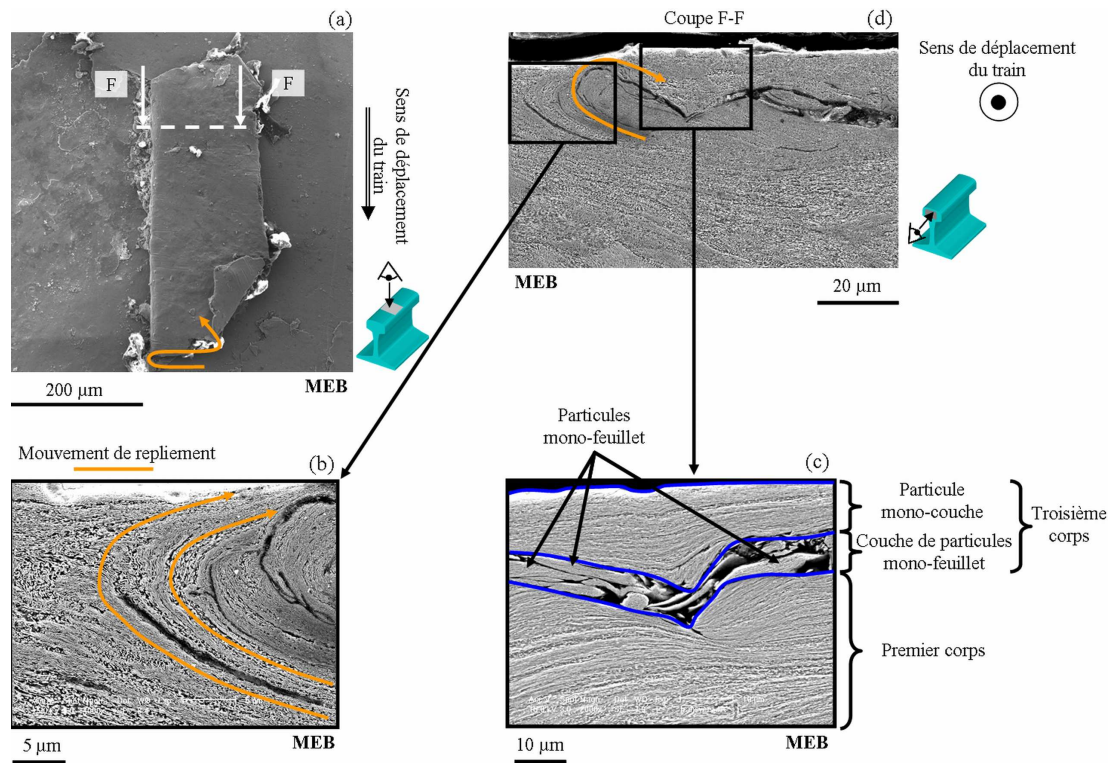 (a)
F
F
Sens de déplacement
du train
200 µm
MEB
Coupe F-F
(d)
Sens de déplacement
du train
MEB
20 µm
Mouvement de repliement
(b)
5 µm
MEB
Particules
mono-feuillet
(c)
Particule
mono-couche
Couche de particules
mono-feuillet
Troisième
corps
Premier corps
10 µm
MEB